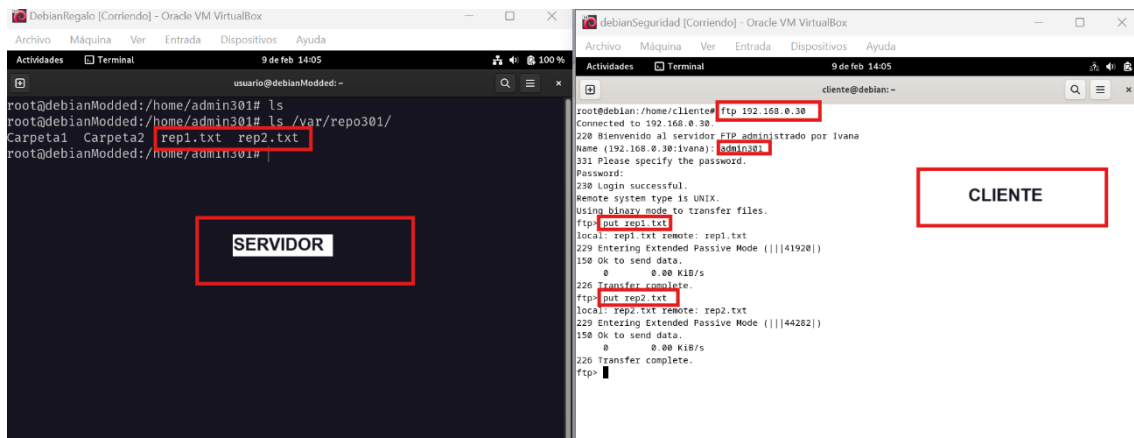 DebianRegalo [Corriendo] - Oracle VM VirtualBox
Archivo Máquina Ver Entrada Dispositivos Ayuda
Actividades Terminal 9 de feb 14:05 100 %
usuario@debianModded: ~
root@debianModded:/home/admin301# ls
root@debianModded:/home/admin301# ls /var/repo301/
Carpeta1 Carpeta2 rep1.txt rep2.txt
root@debianModded:/home/admin301#
SERVIDOR
debianSeguridad [Corriendo] - Oracle VM VirtualBox
Archivo Máquina Ver Entrada Dispositivos Ayuda
Actividades Terminal 9 de feb 14:05
cliente@debian: ~
root@debian:/home/cliente# ftp 192.168.0.30
Connected to 192.168.0.30.
220 Bienvenido al servidor FTP administrado por Ivana
Name (192.168.0.30:ivana): admin301
331 Please specify the password.
Password:
230 Login successful.
Remote system type is UNIX.
Using binary mode to transfer files.
ftp> put rep1.txt
local: rep1.txt remote: rep1.txt
229 Entering Extended Passive Mode (|||41920|)
150 Ok to send data.
0 0.00 KiB/s
226 Transfer complete.
ftp> put rep2.txt
local: rep2.txt remote: rep2.txt
229 Entering Extended Passive Mode (|||44282|)
150 Ok to send data.
0 0.00 KiB/s
226 Transfer complete.
ftp>
CLIENTE